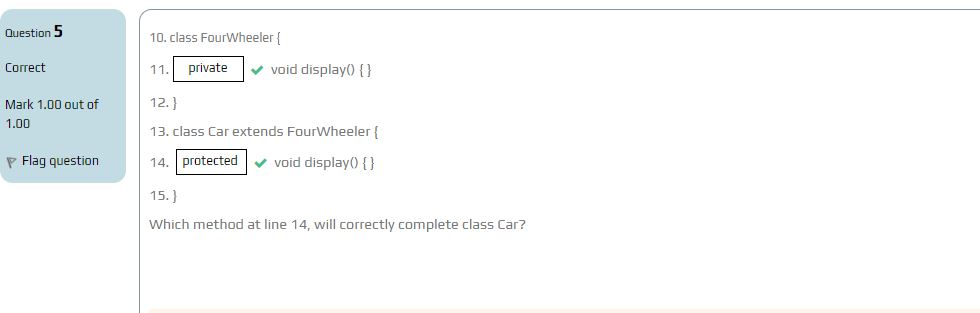 Question 5
Correct
Mark 1.00 out of
1.00
Flag question
10. class FourWheeler {
11. private void display() { }
12. }
13. class Car extends FourWheeler {
14. protected void display() { }
15. }
Which method at line 14, will correctly complete class Car?